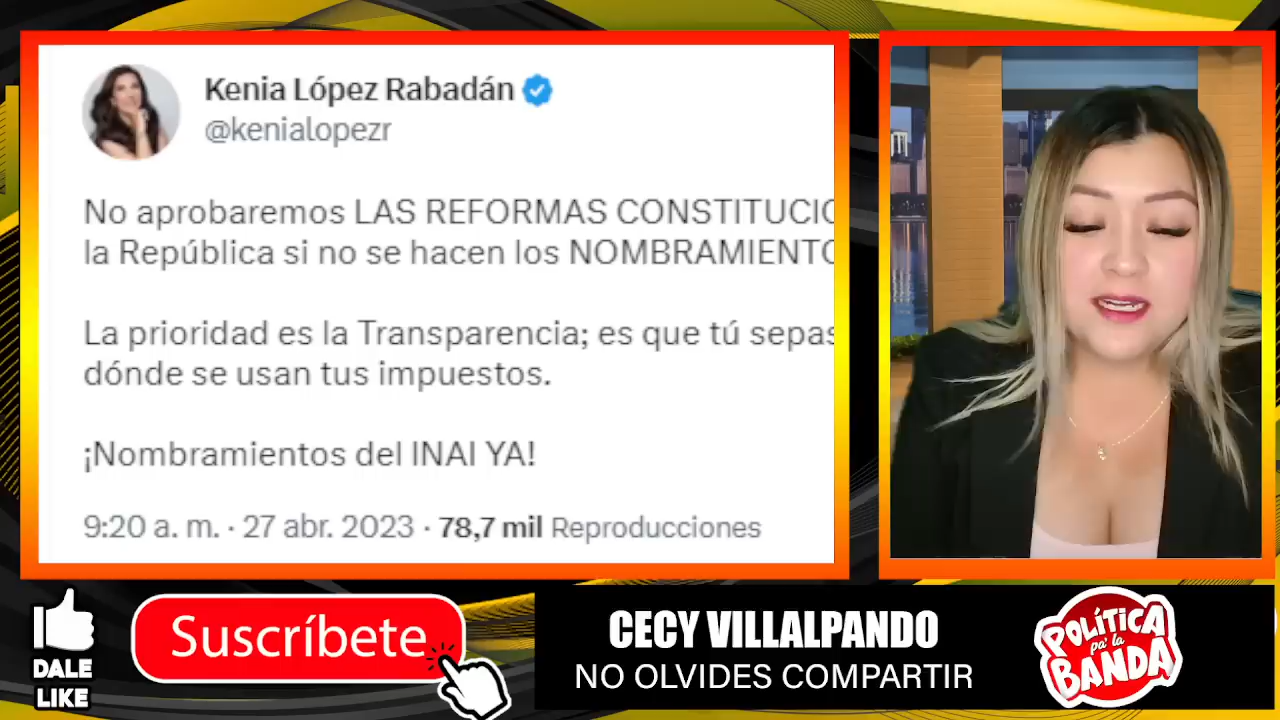 Kenia López Rabadán
@kenialopezr
No aprobaremos LAS REFORMAS
la República si no se hacen los
La prioridad es la Transparencia; es que tú sepas
dónde se usan tus impuestos.
¡Nombramientos del INAI YA!
9:20 a. m. · 27 abr. 2023 · 78,7 mil Reproducciones
DALE
LIKE
Suscríbete
CECY VILLALPANDO
NO OLVIDES COMPARTIR
POLÍTICA
pa' la
BANDA